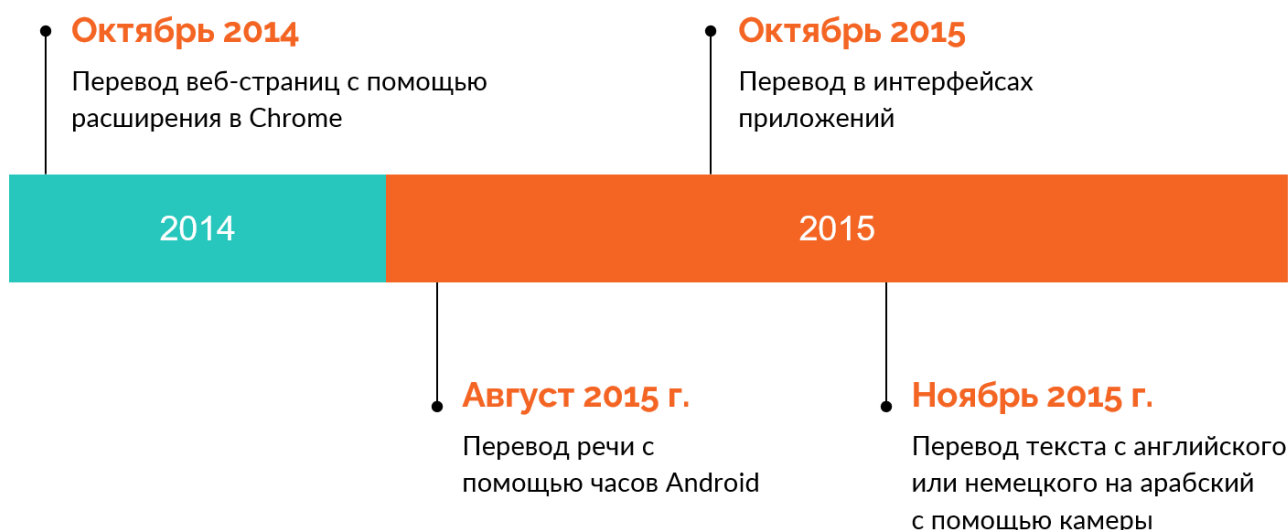 Октябрь 2014
Перевод веб-страниц с помощью
расширения в Chrome
Октябрь 2015
Перевод в интерфейсах
приложений
2014
2015
Август 2015 г.
Перевод речи с
помощью часов Android
Ноябрь 2015 г.
Перевод текста с английского
или немецкого на арабский
с помощью камеры